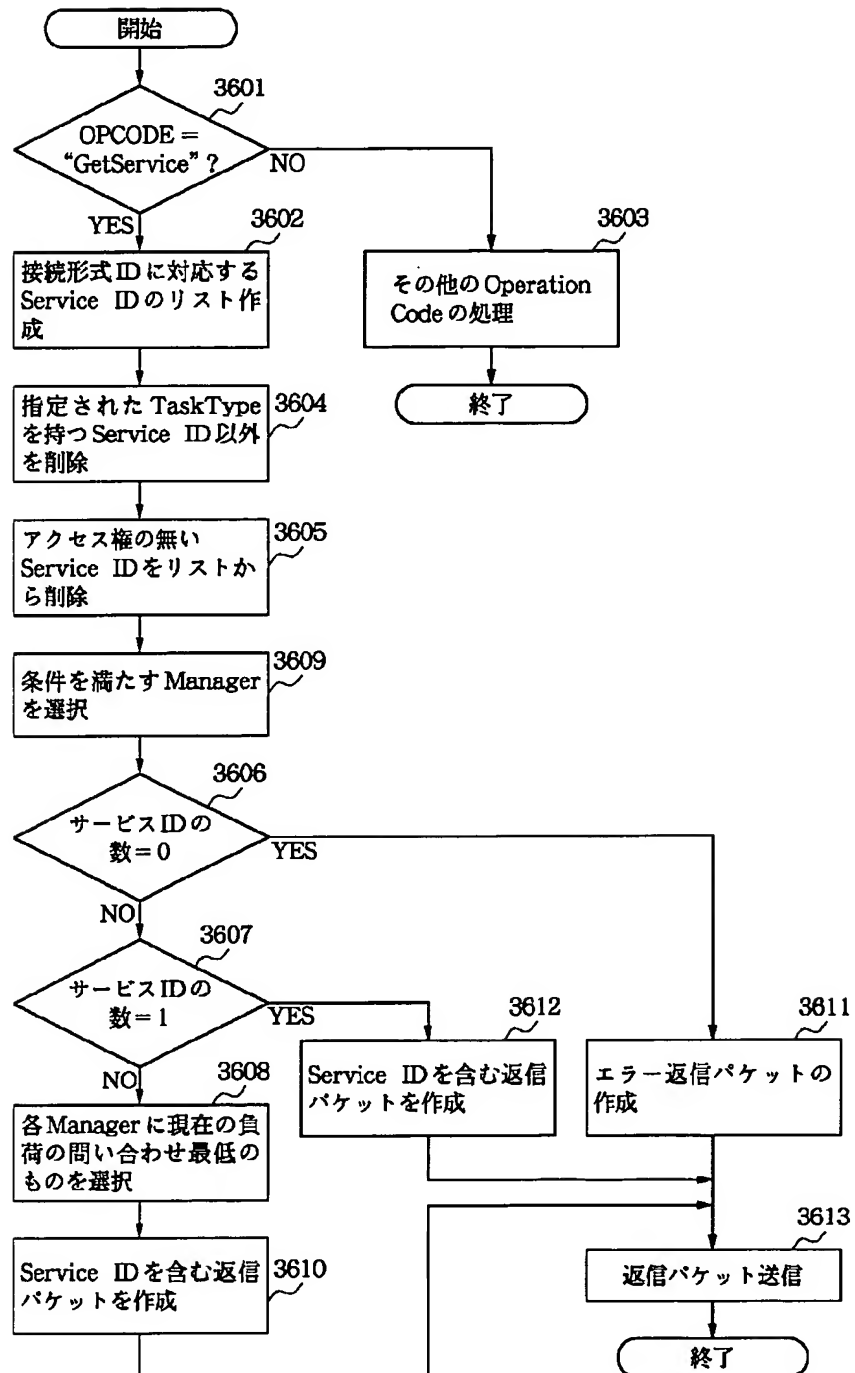 開始
3601
OPCODE =
“GetService” ?
NO
YES
3602
接続形式IDに対応する
Service IDのリスト作
成
3603
その他のOperation
Codeの処理
終了
指定されたTaskType
を持つService ID以外
を削除
3604
アクセス権の無い
Service IDをリストか
ら削除
3605
条件を満たすManager
を選択
3609
3606
サービスIDの
数=0
YES
NO
3607
サービスIDの
数=1
YES
NO
3608
各Managerに現在の負
荷の問い合わせ最低の
ものを選択
3612
Service IDを含む返信
パケットを作成
3611
エラー返信パケットの
作成
Service IDを含む返信
パケットを作成
3610
3613
返信パケット送信
終了